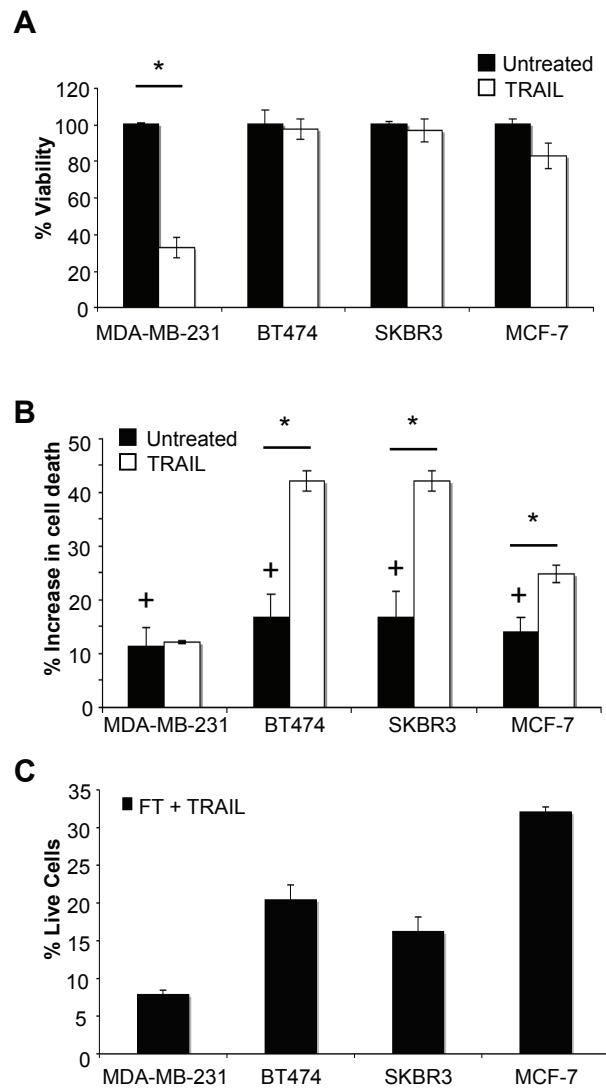 A
*
Untreated
TRAIL
% Viability
120
100
80
60
40
20
0
MDA-MB-231 BT474 SKBR3 MCF-7
B
Untreated
TRAIL
* * *
+ + + +
% Increase in cell death
50
40
30
20
10
0
MDA-MB-231 BT474 SKBR3 MCF-7
C
FT + TRAIL
% Live Cells
35
30
25
20
15
10
5
0
MDA-MB-231 BT474 SKBR3 MCF-7